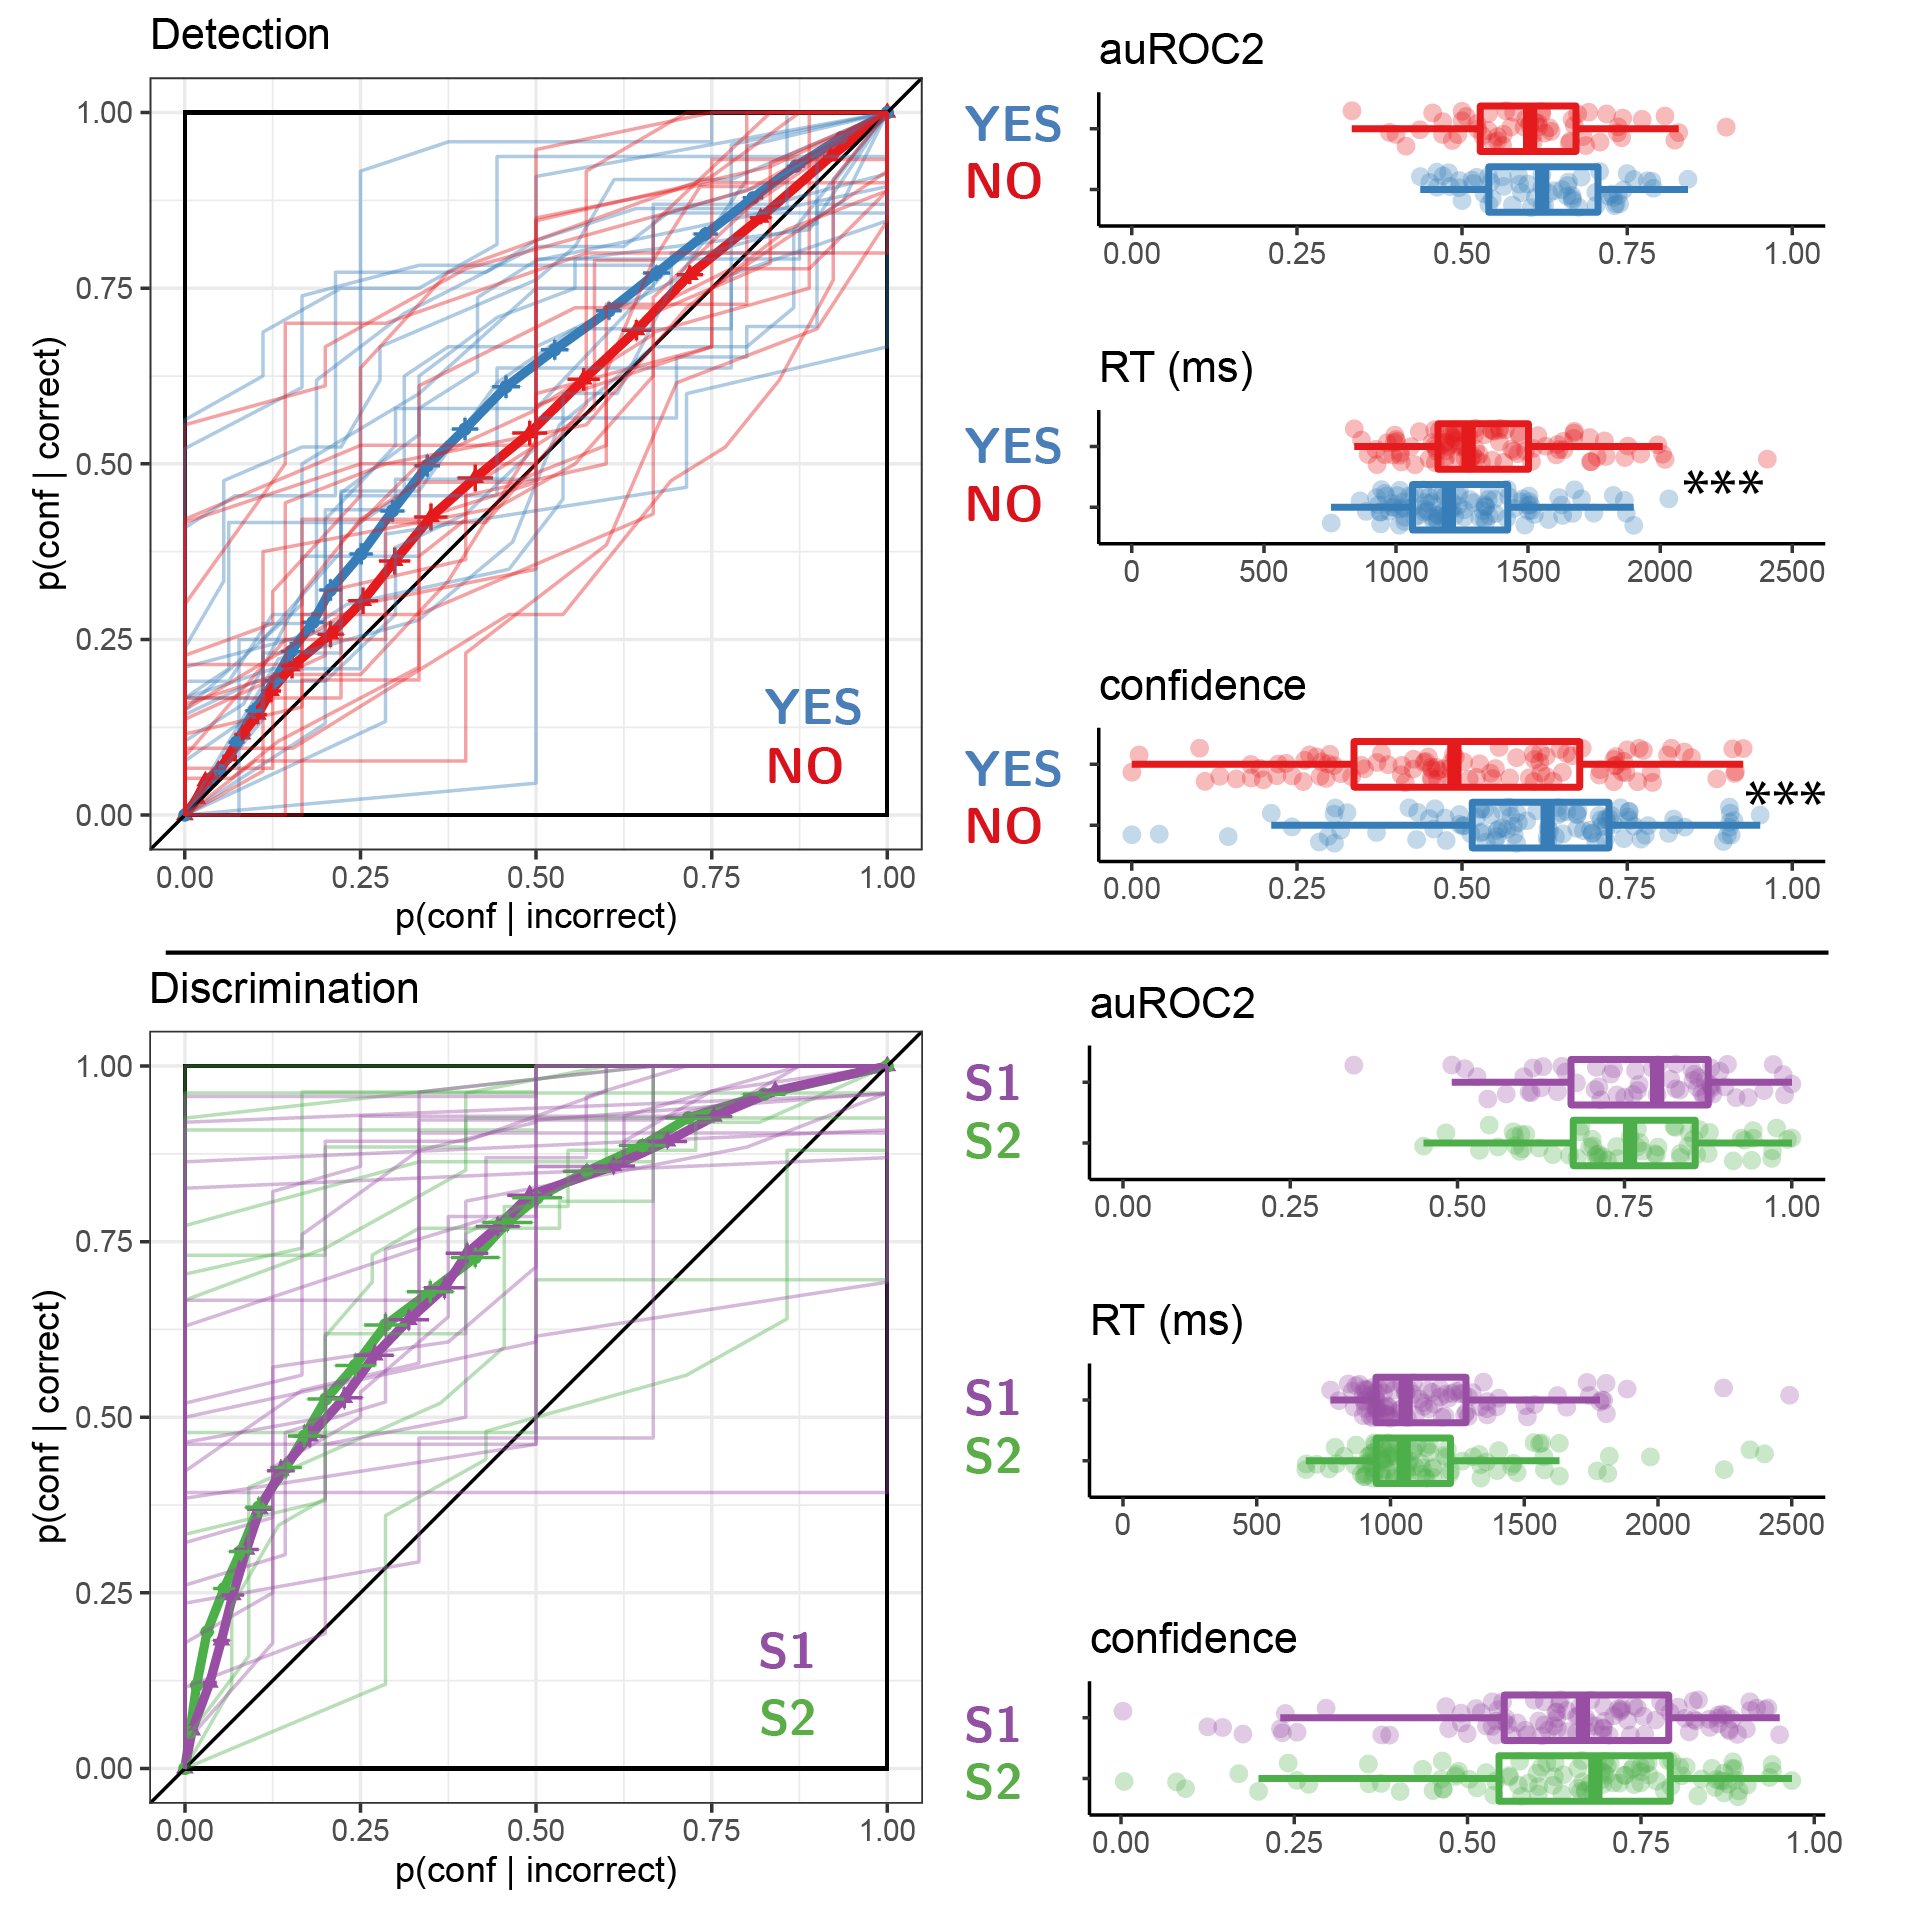 Detection
1.00
0.75
0.50
0.25
0.00
p(conf | correct)
YES
NO
0.00 0.25 0.50 0.75 1.00
p(conf | incorrect)
auROC2
YES
NO
0.00 0.25 0.50 0.75 1.00
RT (ms)
YES
NO
***
0 500 1000 1500 2000 2500
confidence
YES
NO
***
0.00 0.25 0.50 0.75 1.00
Discrimination
1.00
0.75
0.50
0.25
0.00
p(conf | correct)
S1
S2
0.00 0.25 0.50 0.75 1.00
p(conf | incorrect)
auROC2
S1
S2
0.00 0.25 0.50 0.75 1.00
RT (ms)
S1
S2
0 500 1000 1500 2000 2500
confidence
S1
S2
0.00 0.25 0.50 0.75 1.00